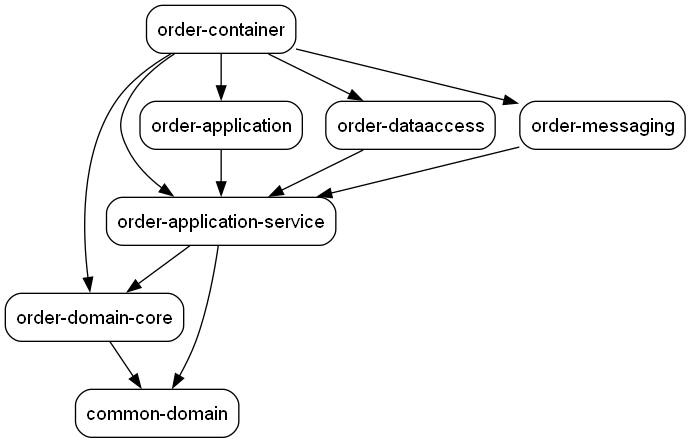 order-container
order-application
order-dataaccess
order-messaging
order-application-service
order-domain-core
common-domain